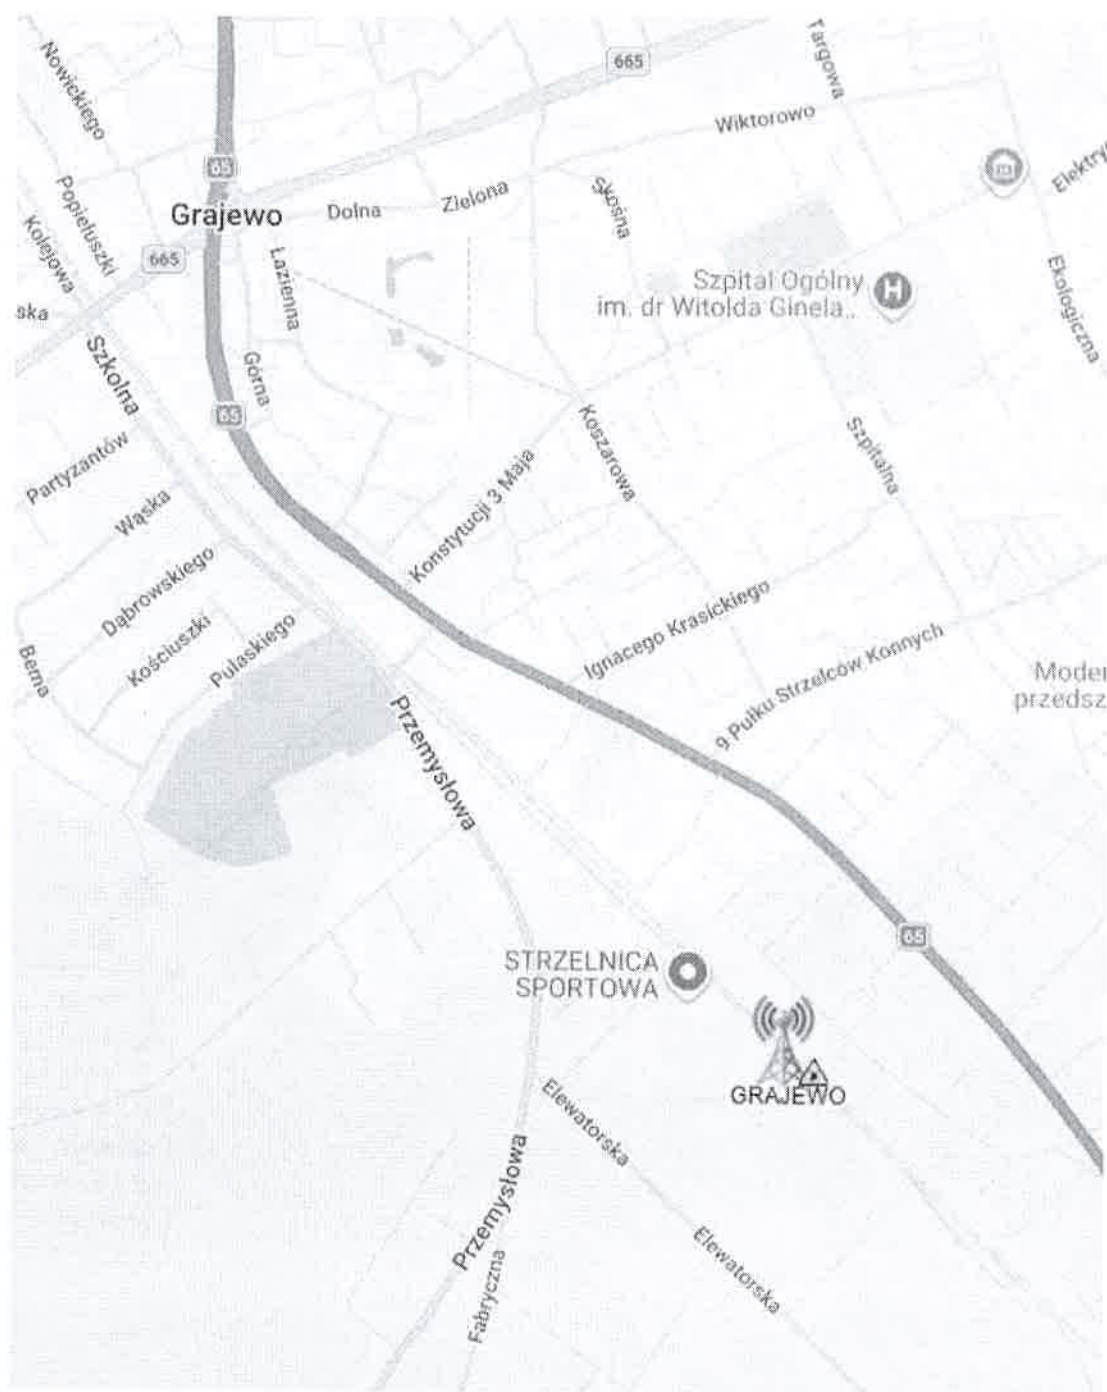 Nowickiego
665
Targowa
Wiktorowo
65
Elektry
Popiełuszki
Grajewo
Dolna
Zielona
Skośna
Kolejowa
665
Łazienna
Szpital Ogólny
im. dr Witolda Ginela..
H
Ekologiczna
ska
Szkolna
Górna
65
Koszarowa
Szpitalna
Partyzantów
Wąska
Konstytucji 3 Maja
Dąbrowskiego
Kościuszki
Pulaskiego
Ignacego Krasickiego
9 Pułku Strzelców Konnych
Bema
Moder
przedsz
Przemysłowa
65
STRZELNICA
SPORTOWA
GRAJEWO
Elewatorska
Przemysłowa
Elewatorska
Fabryczna